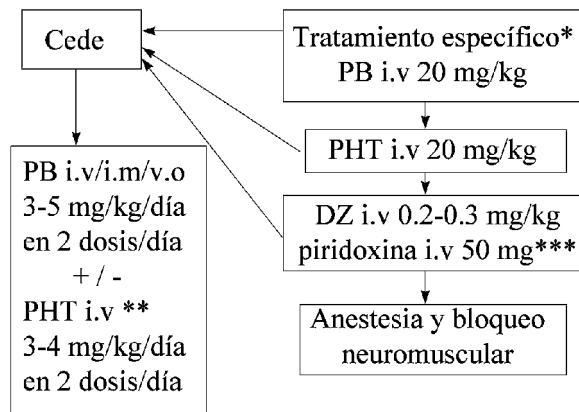 Cede
Tratamiento específico*
PB i.v 20 mg/kg
PHT i.v 20 mg/kg
DZ i.v 0.2-0.3 mg/kg
piridoxina i.v 50 mg***
Anestesia y bloqueo
neuromuscular
PB i.v/i.m/v.o
3-5 mg/kg/día
en 2 dosis/día
+ / -
PHT i.v **
3-4 mg/kg/día
en 2 dosis/día